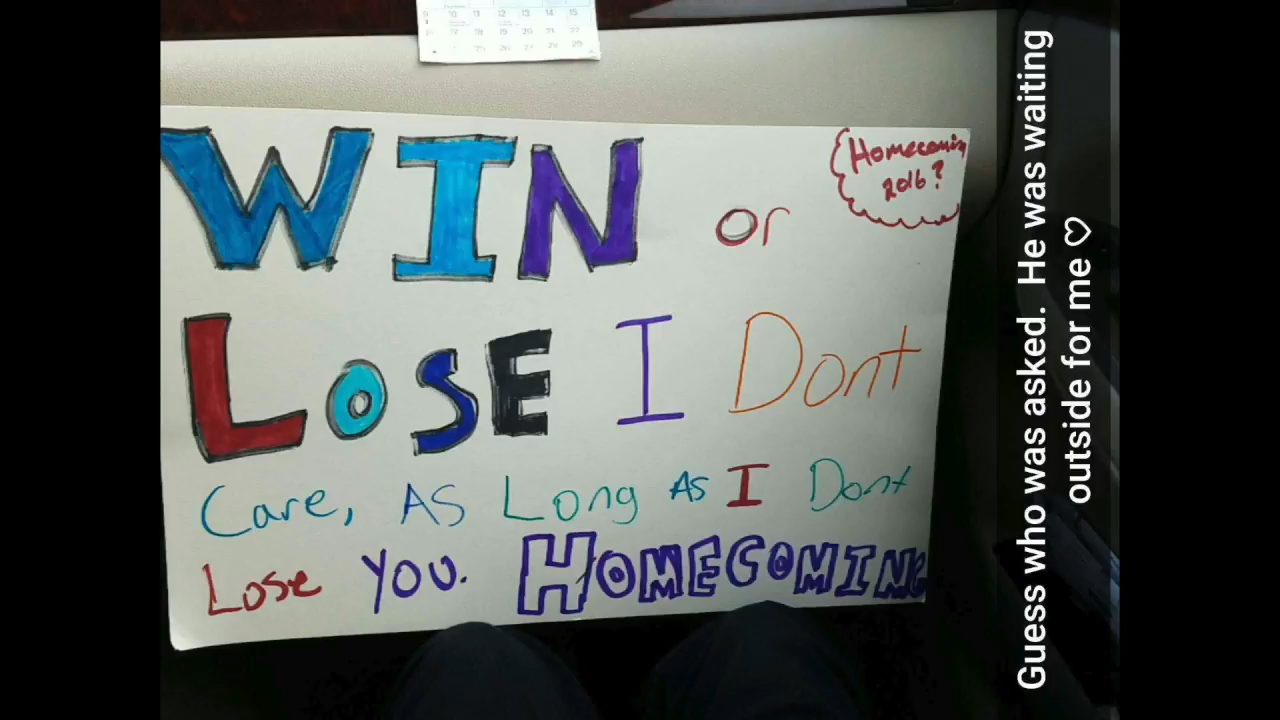 WIN or
Homecoming
2016?
LOSE I Dont
Care, AS Long AS I Dont
Lose you. HOMECOMING
Guess who was asked. He was waiting
outside for me ♡